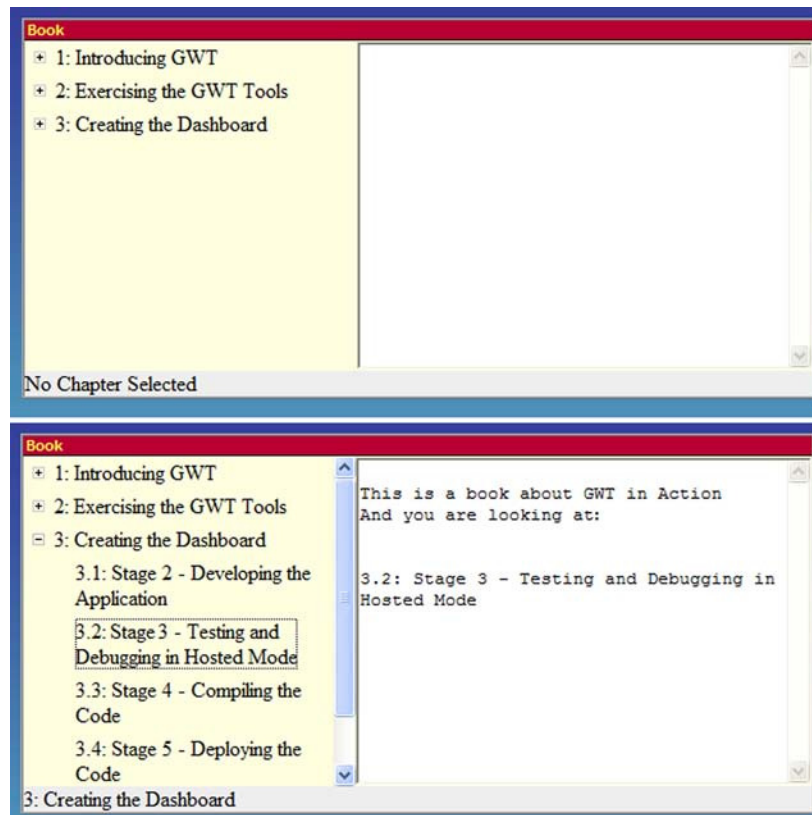 Book
1: Introducing GWT
2: Exercising the GWT Tools
3: Creating the Dashboard
No Chapter Selected
Book
1: Introducing GWT
2: Exercising the GWT Tools
3: Creating the Dashboard
3.1: Stage 2 - Developing the
Application
3.2: Stage 3 - Testing and
Debugging in Hosted Mode
3.3: Stage 4 - Compiling the
Code
3.4: Stage 5 - Deploying the
Code
This is a book about GWT in Action
And you are looking at:
3.2: Stage 3 - Testing and Debugging in
Hosted Mode
3: Creating the Dashboard